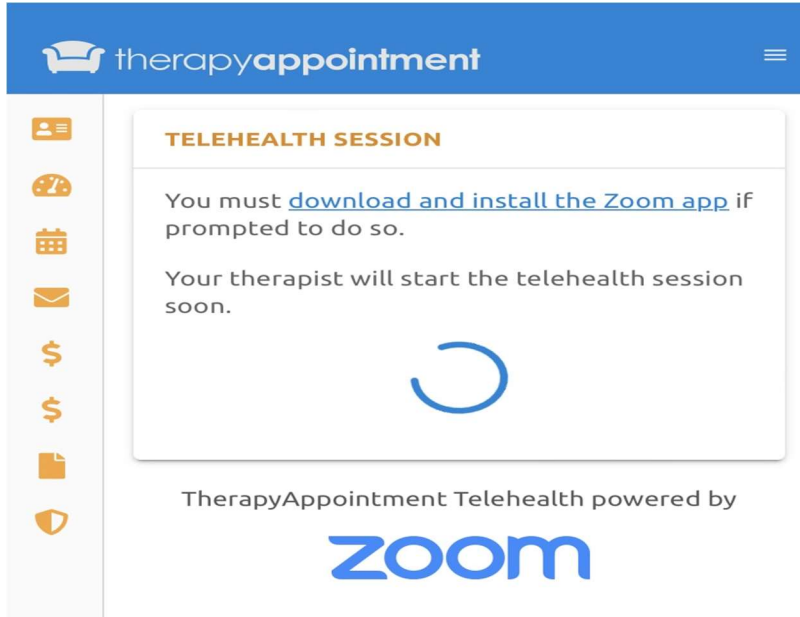 therapyappointment
TELEHEALTH SESSION
You must download and install the Zoom app if
prompted to do so.
Your therapist will start the telehealth session
soon.
TherapyAppointment Telehealth powered by
zoom